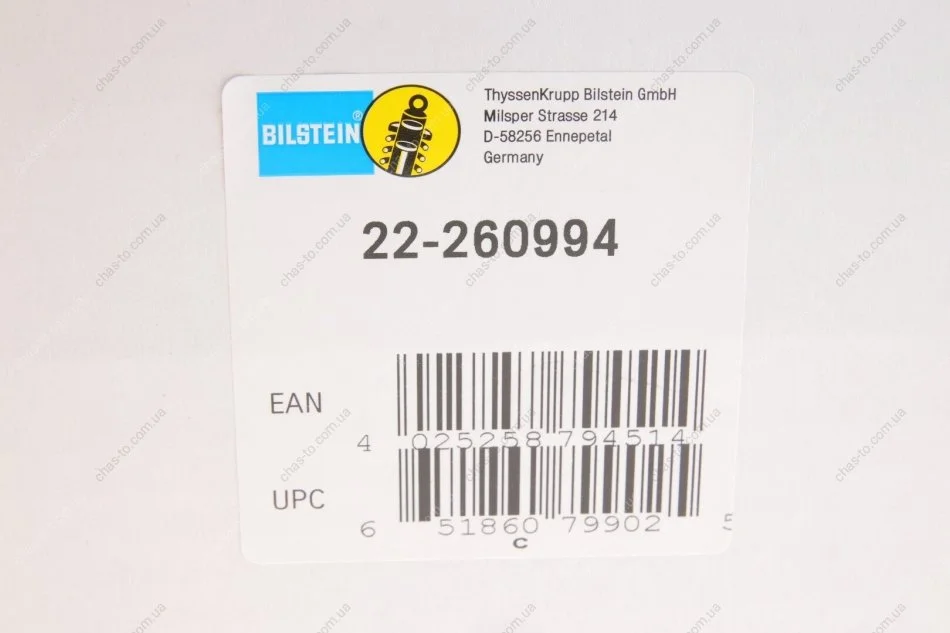 BILSTEIN®
ThyssenKrupp Bilstein GmbH
Milsper Strasse 214
D-58256 Ennepetal
Germany
22-260994
EAN
4 025258 794514
UPC
6 51860 79902 5
C
chas-to.com.ua